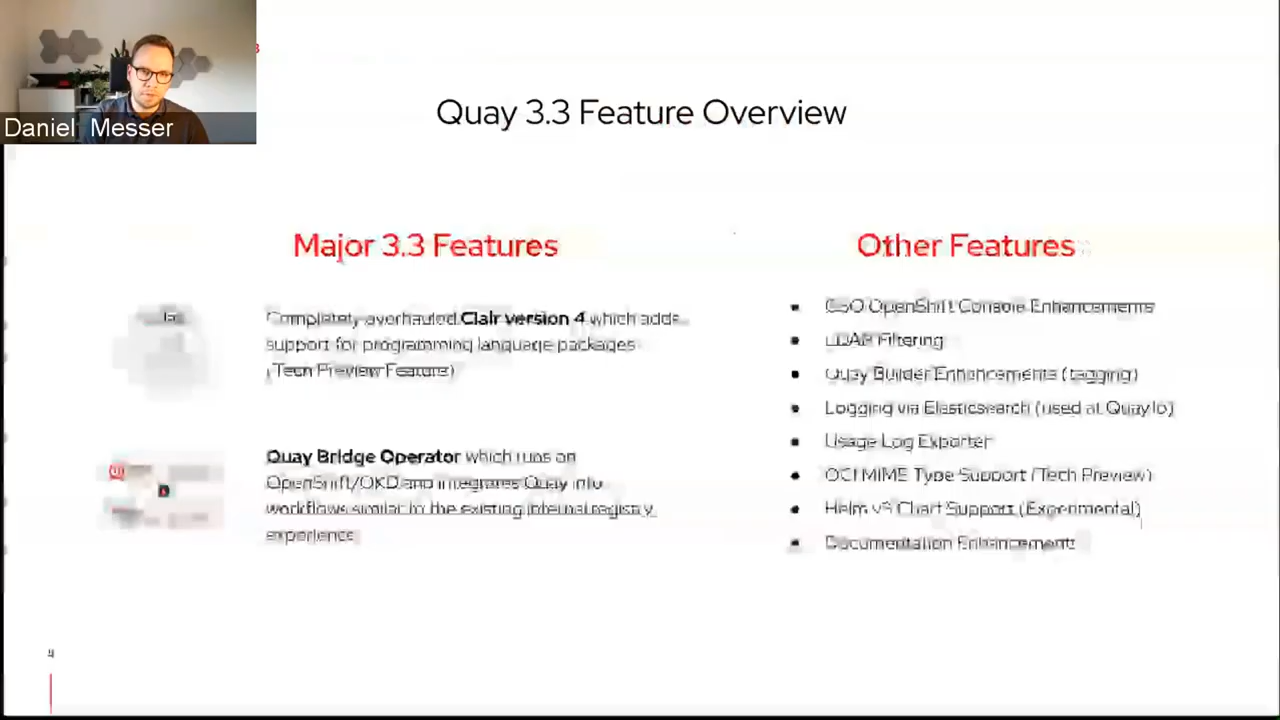 Daniel Messer
Quay 3.3 Feature Overview
Major 3.3 Features
Completely overhauled Clair version 4 which adds
support for programming language packages
(Tech Preview Feature)
Quay Bridge Operator which runs on
OpenShift/OKD and integrates Quay into
workflows similar to the existing internal registry
experience
Other Features
CSO OpenShift Console Enhancements
LDAP Filtering
Quay Builder Enhancements (tagging)
Logging via Elasticsearch (used at Quay.io)
Usage Log Exporter
OCI MIME Type Support (Tech Preview)
Helm v3 Chart Support (Experimental)
Documentation Enhancements
4